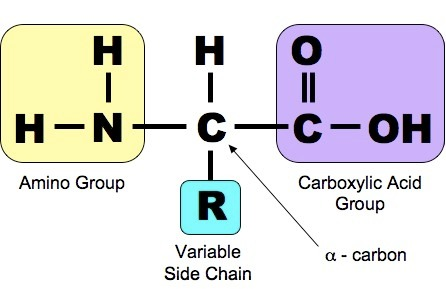 H H O
H N C C OH
R
Amino Group
Carboxylic Acid
Group
Variable
Side Chain
α - carbon